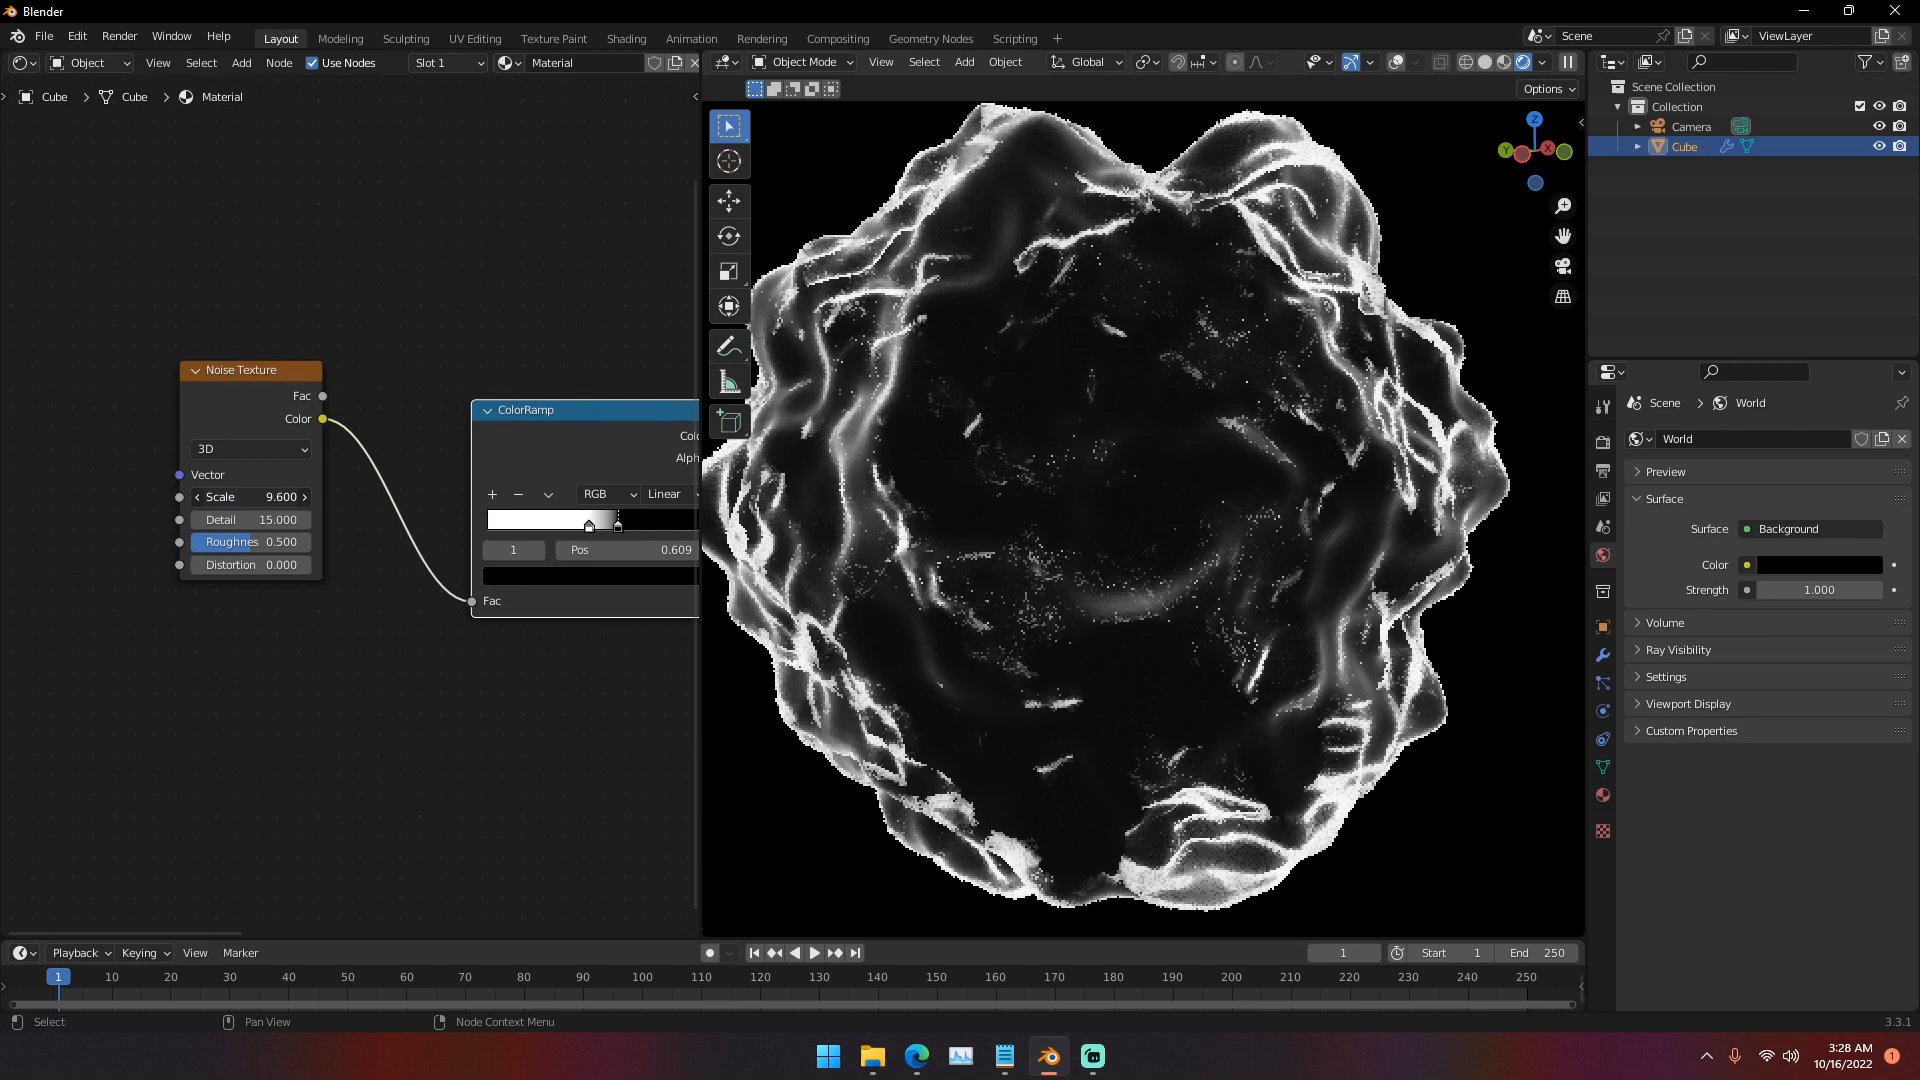 Blender
File Edit Render Window Help Layout Modeling Sculpting UV Editing Texture Paint Shading Animation Rendering Compositing Geometry Nodes Scripting + Scene ViewLayer
Object View Select Add Node Use Nodes Slot 1 Material
Object Mode View Select Add Object Global
Options
Cube > Cube > Material
Scene Collection
Collection
Camera
Cube
Z
Y
X
Noise Texture
Fac
Color
3D
Vector
Scale 9.600
Detail 15.000
Roughnes 0.500
Distortion 0.000
ColorRamp
Colo
Alph
RGB Linear
1 Pos 0.609
Fac
Scene > World
World
Preview
Surface
Surface Background
Color
Strength 1.000
Volume
Ray Visibility
Settings
Viewport Display
Custom Properties
Playback Keying View Marker
1 Start 1 End 250
1 10 20 30 40 50 60 70 80 90 100 110 120 130 140 150 160 170 180 190 200 210 220 230 240 250
Select Pan View Node Context Menu 3.3.1
3:28 AM
10/16/2022
1